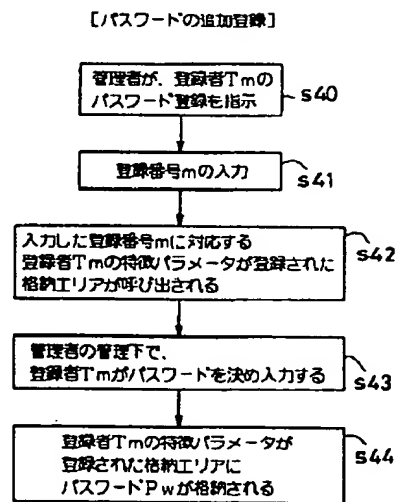 [パスワードの追加登録]
管理者が、登録者Tmの
パスワード登録を指示
s40
登録番号mの入力
s41
入力した登録番号mに対応する
登録者Tmの特徴パラメータが登録された
格納エリアが呼び出される
s42
管理者の管理下で、
登録者Tmがパスワードを決め入力する
s43
登録者Tmの特徴パラメータが
登録された格納エリアに
パスワードPwが格納される
s44